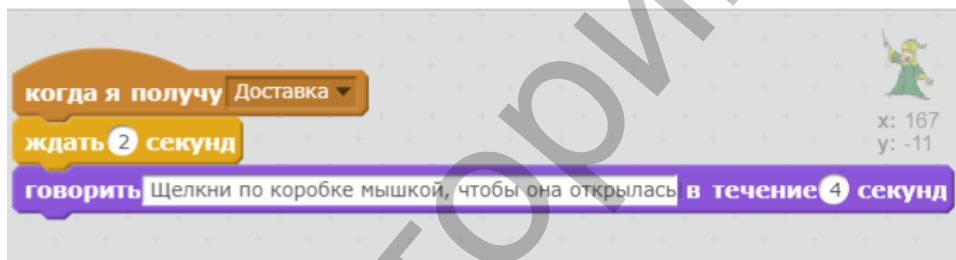 когда я получу Доставка
ждать 2 секунд
говорить Щелкни по коробке мышкой, чтобы она открылась! в течение 4 секунд
x: 167
y: -11